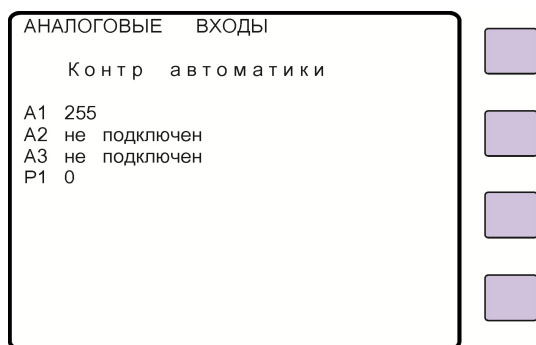 АНАЛОГОВЫЕ ВХОДЫ
Контр автоматики
A1 255
A2 не подключен
A3 не подключен
P1 0